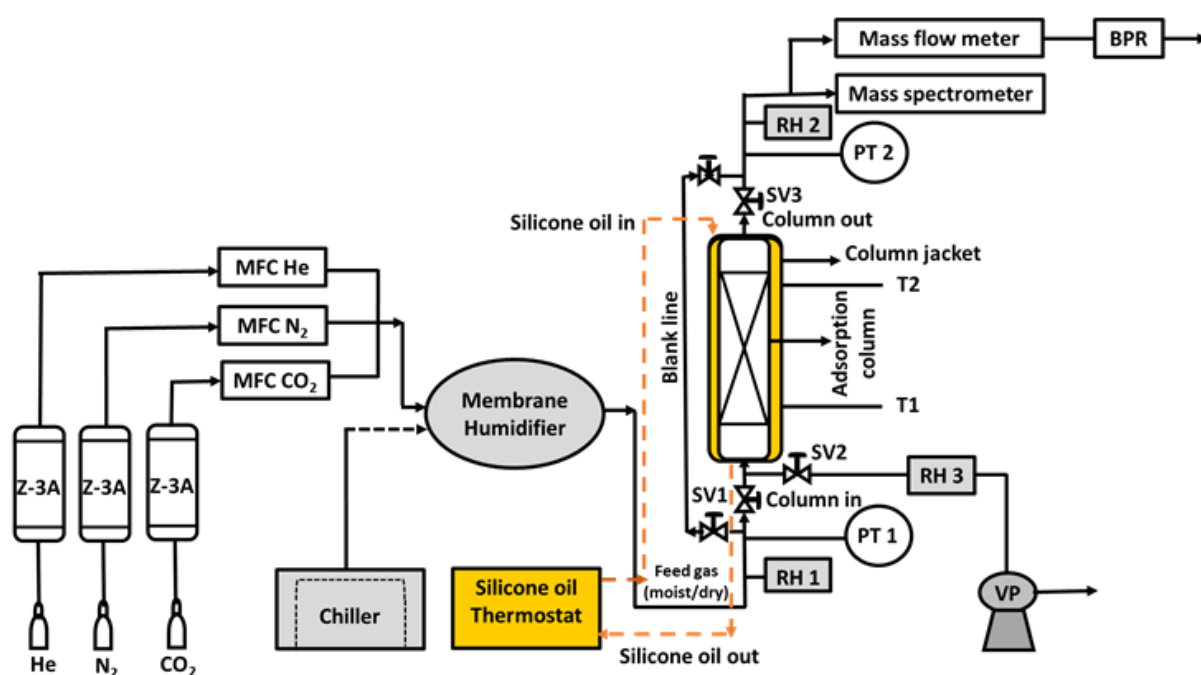 Mass flow meter
BPR
Mass spectrometer
RH 2
PT 2
SV3
Silicone oil in
Column out
MFC He
Column jacket
T2
MFC N₂
Blank line
Adsorption
column
MFC CO₂
Membrane
Humidifier
T1
Z-3A
Z-3A
Z-3A
SV2
RH 3
SV1
Column in
PT 1
Feed gas
(moist/dry)
RH 1
Silicone oil
Thermostat
Chiller
VP
Silicone oil out
He
N₂
CO₂